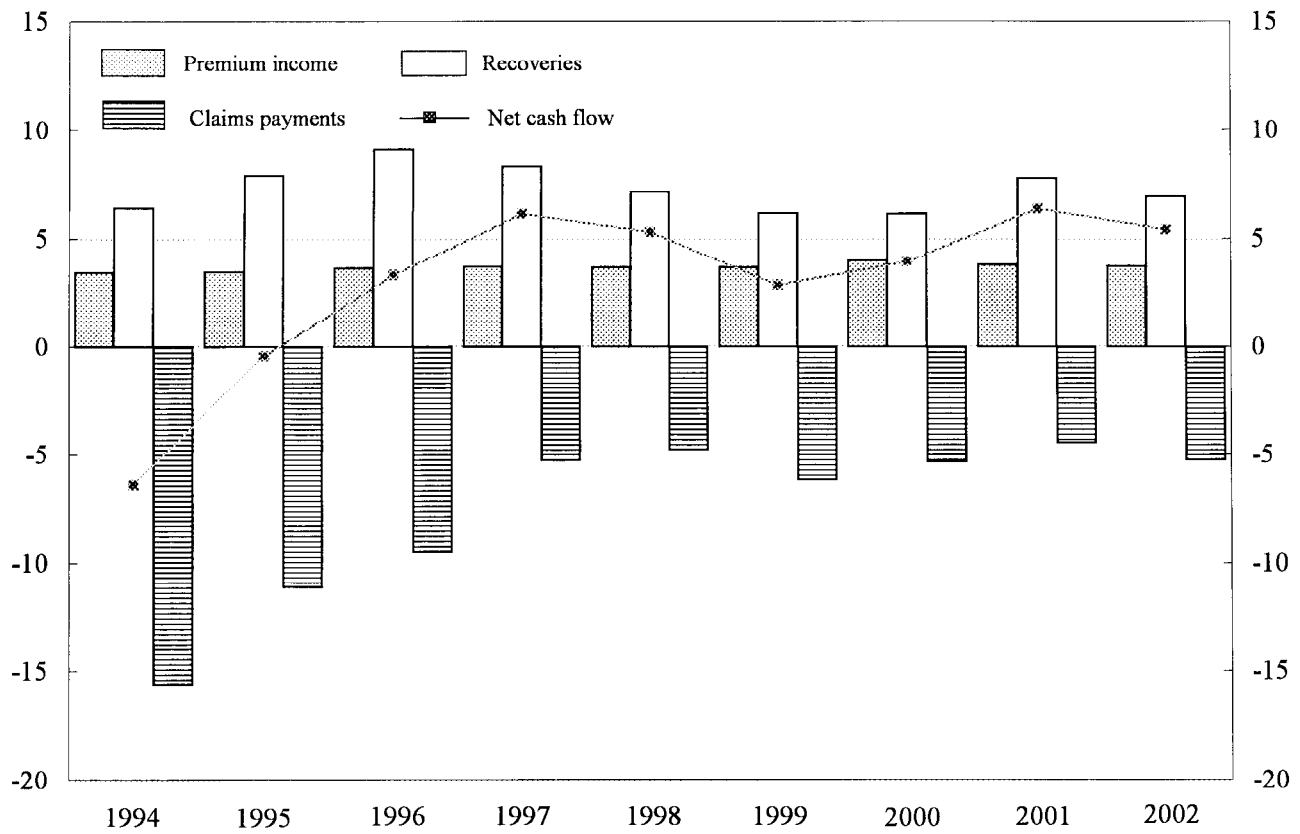 15 15
Premium income Recoveries
Claims payments Net cash flow
10 10
5 5
0 0
-5 -5
-10 -10
-15 -15
-20 -20
1994 1995 1996 1997 1998 1999 2000 2001 2002